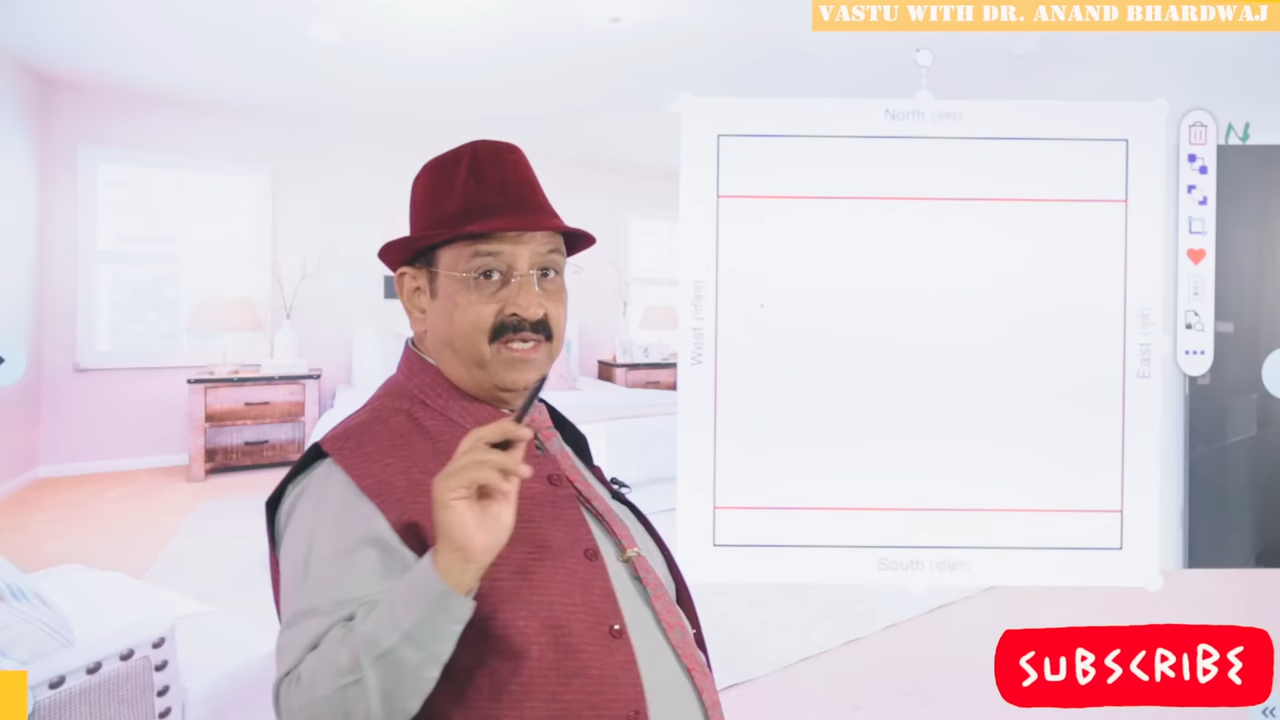 VASTU WITH DR. ANAND BHARDWAJ
North
N
West
East
South
SUBSCRIBE